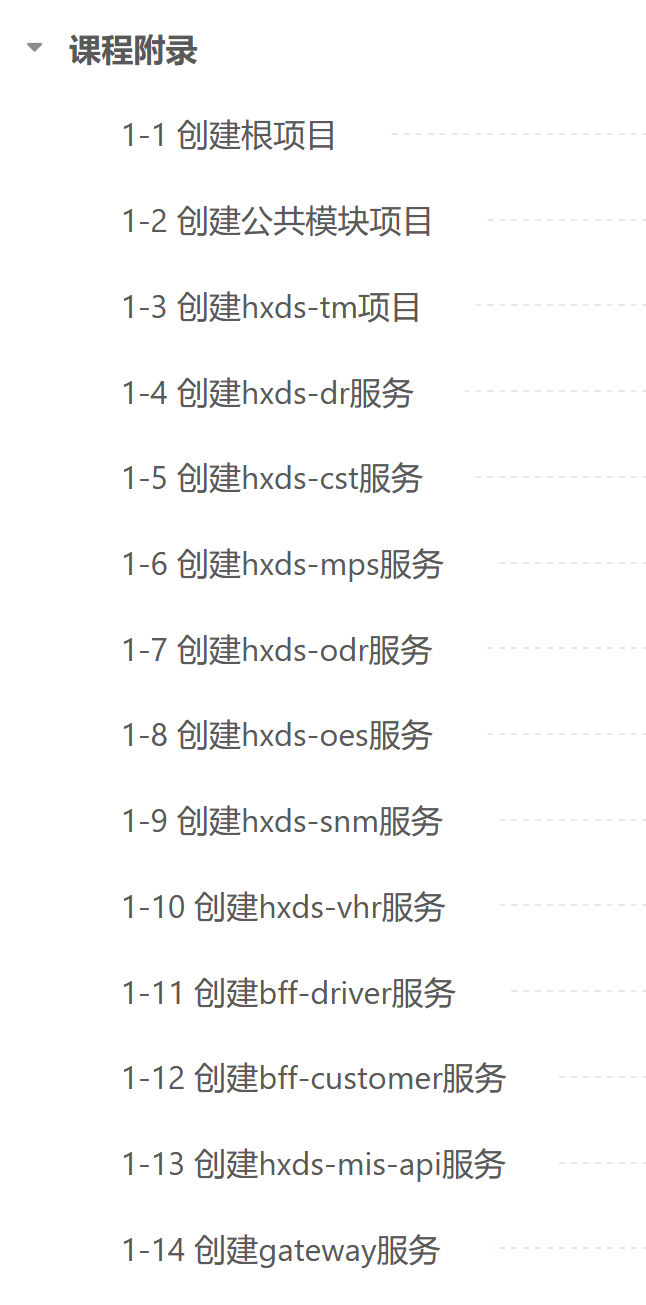 课程附录
1-1 创建根项目
1-2 创建公共模块项目
1-3 创建hxds-tm项目
1-4 创建hxds-dr服务
1-5 创建hxds-cst服务
1-6 创建hxds-mps服务
1-7 创建hxds-odr服务
1-8 创建hxds-oes服务
1-9 创建hxds-snm服务
1-10 创建hxds-vhr服务
1-11 创建bff-driver服务
1-12 创建bff-customer服务
1-13 创建hxds-mis-api服务
1-14 创建gateway服务